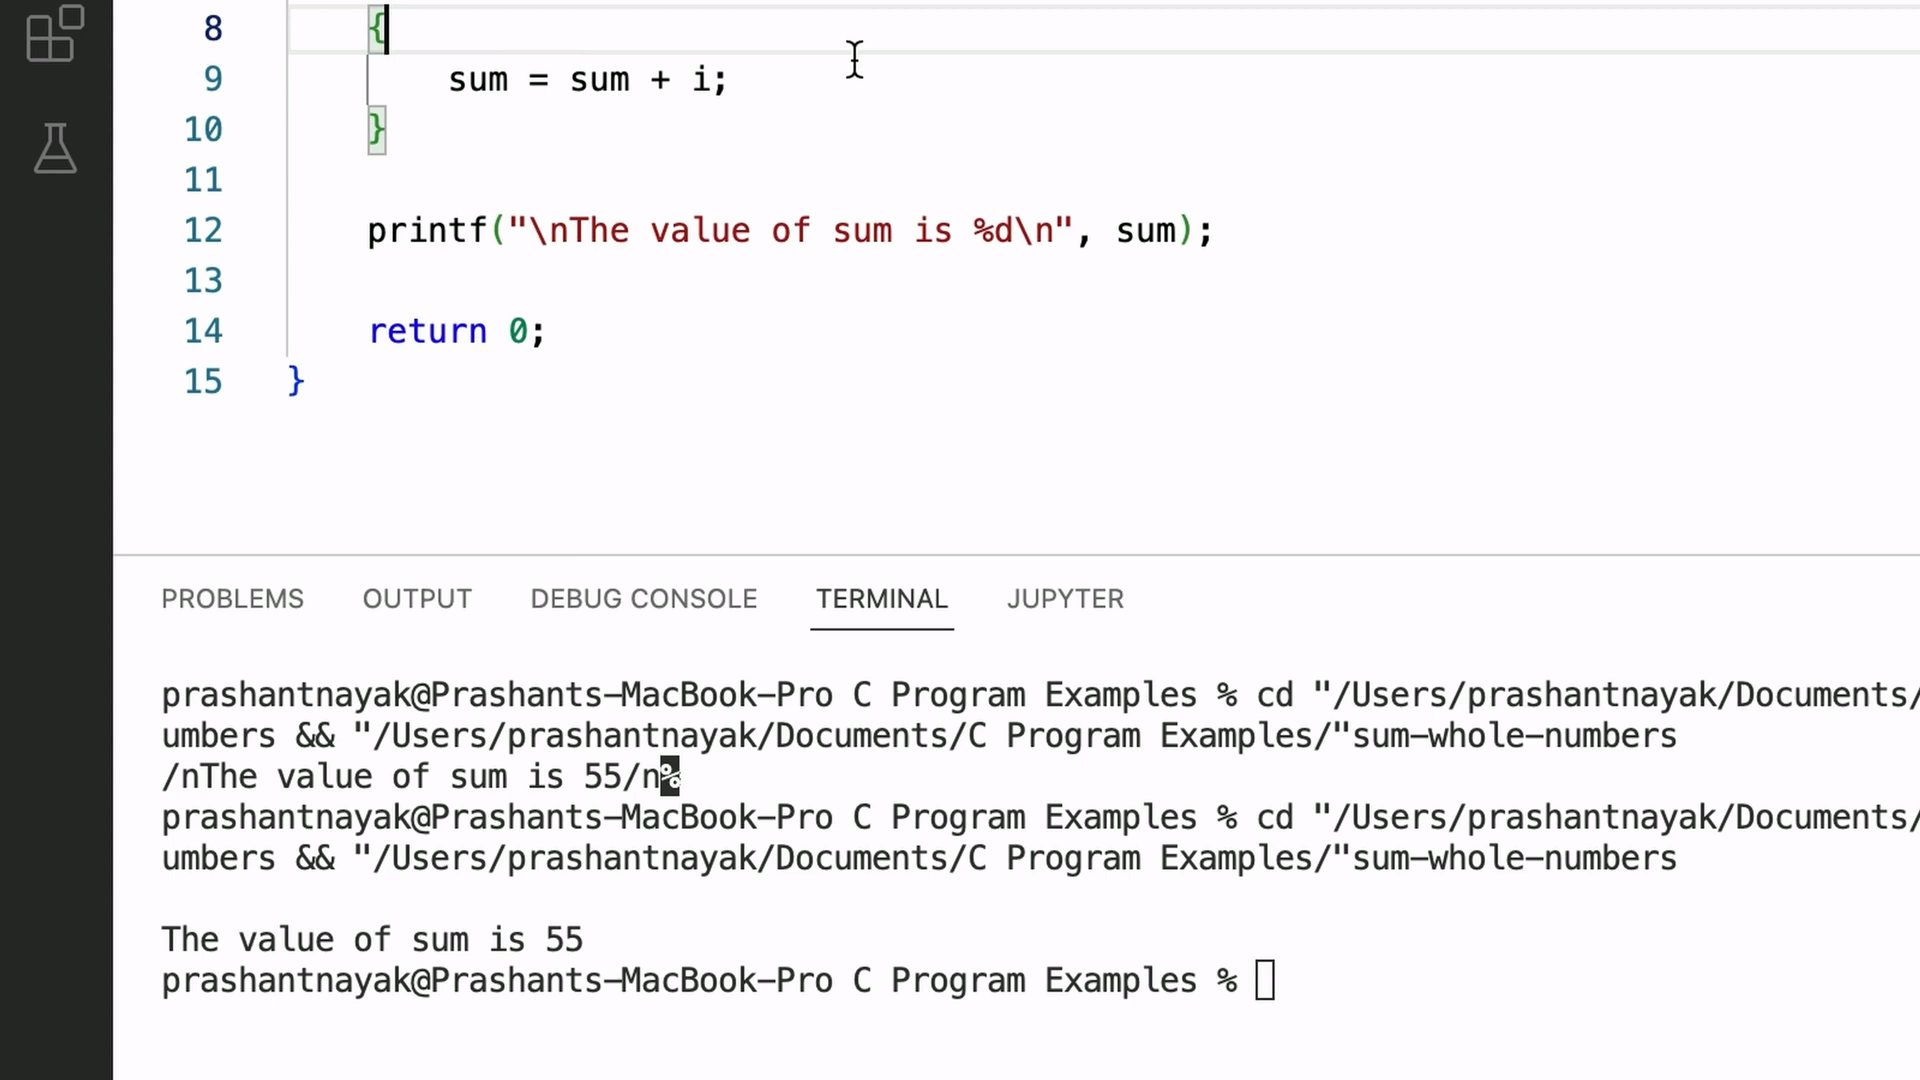 8 {
9 sum = sum + i;
10 }
11
12 printf("\nThe value of sum is %d\n", sum);
13
14 return 0;
15 }
PROBLEMS OUTPUT DEBUG CONSOLE TERMINAL JUPYTER
prashantnayak@Prashants-MacBook-Pro C Program Examples % cd "/Users/prashantnayak/Documents/
umbers && "/Users/prashantnayak/Documents/C Program Examples/"sum-whole-numbers
/nThe value of sum is 55/n%
prashantnayak@Prashants-MacBook-Pro C Program Examples % cd "/Users/prashantnayak/Documents/
umbers && "/Users/prashantnayak/Documents/C Program Examples/"sum-whole-numbers
The value of sum is 55
prashantnayak@Prashants-MacBook-Pro C Program Examples %